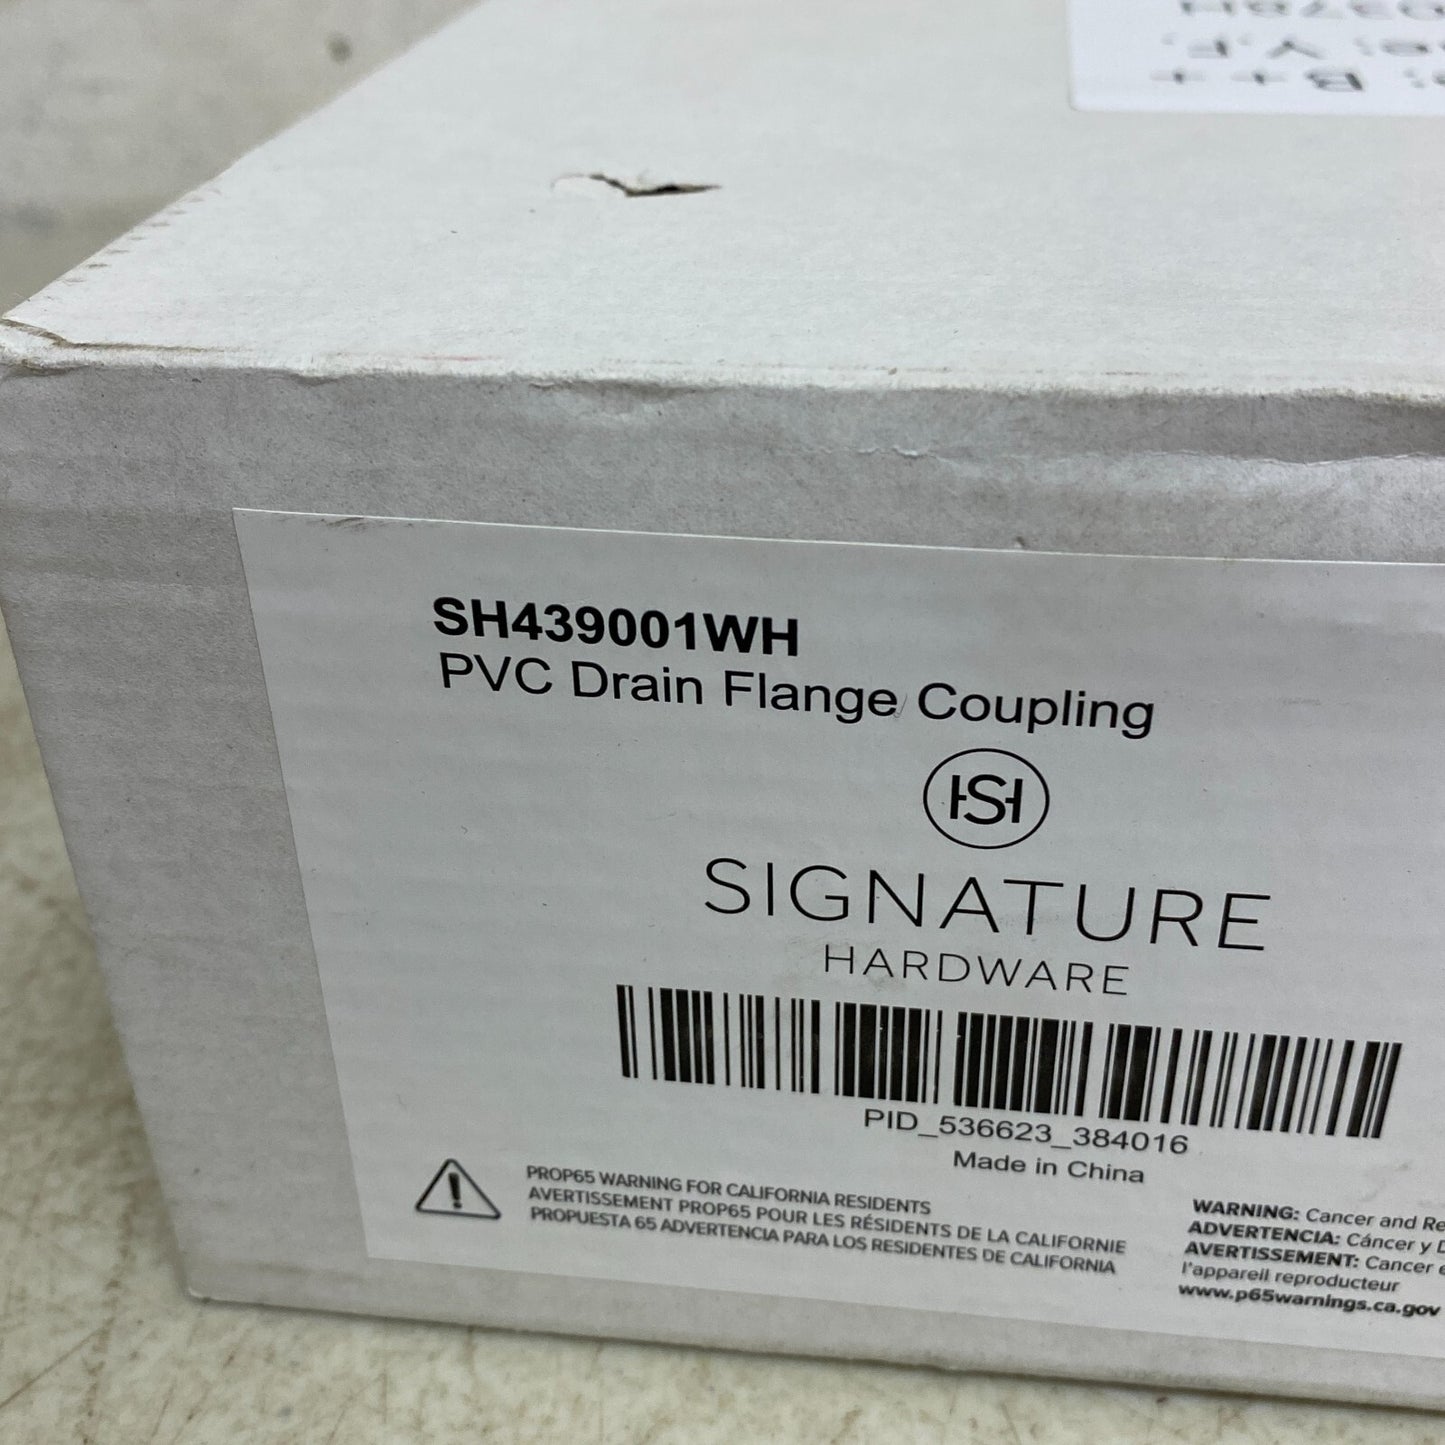 SH439001WH
PVC Drain Flange Coupling
HS
SIGNATURE
HARDWARE
PID_536623_384016
Made in China
PROP65 WARNING FOR CALIFORNIA RESIDENTS
AVERTISSEMENT PROP65 POUR LES RÉSIDENTS DE LA CALIFORNIE
PROPUESTA 65 ADVERTENCIA PARA LOS RESIDENTES DE CALIFORNIA
WARNING: Cancer and Re
ADVERTENCIA: Cáncer y D
AVERTISSEMENT: Cancer e
l'appareil reproducteur
www.p65warnings.ca.gov
B++
Y.F.